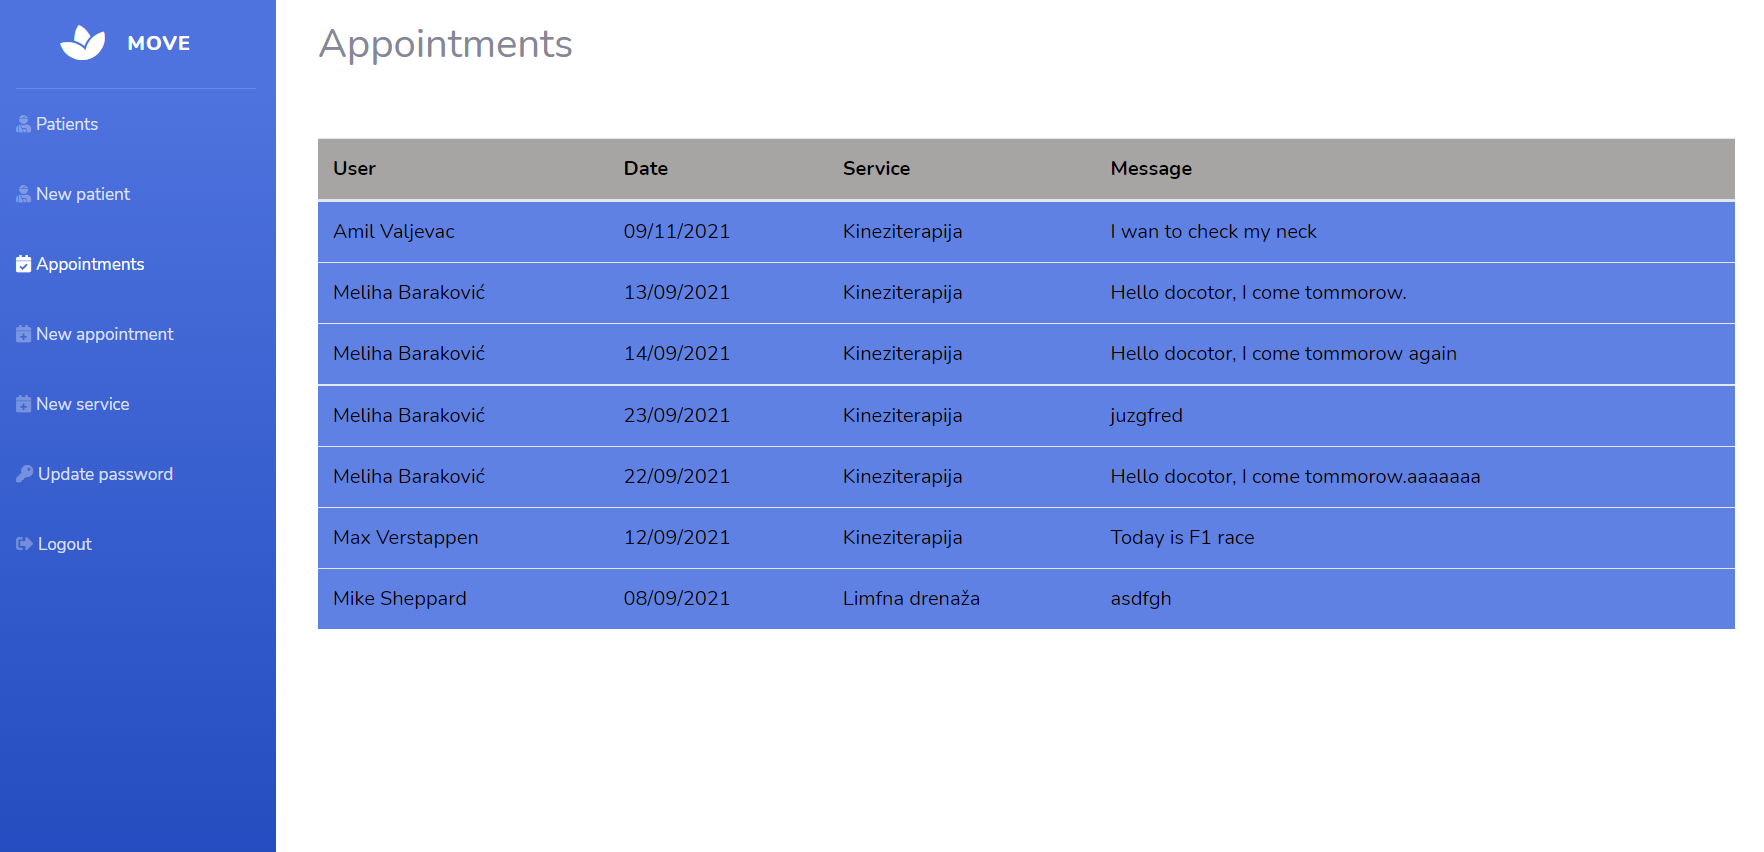 MOVE
Patients
New patient
Appointments
New appointment
New service
Update password
Logout
Appointments
User Date Service Message
Amil Valjevac 09/11/2021 Kineziterapija I wan to check my neck
Meliha Baraković 13/09/2021 Kineziterapija Hello docotor, I come tommorow.
Meliha Baraković 14/09/2021 Kineziterapija Hello docotor, I come tommorow again
Meliha Baraković 23/09/2021 Kineziterapija juzgfred
Meliha Baraković 22/09/2021 Kineziterapija Hello docotor, I come tommorow.aaaaaaa
Max Verstappen 12/09/2021 Kineziterapija Today is F1 race
Mike Sheppard 08/09/2021 Limfna drenaža asdfgh